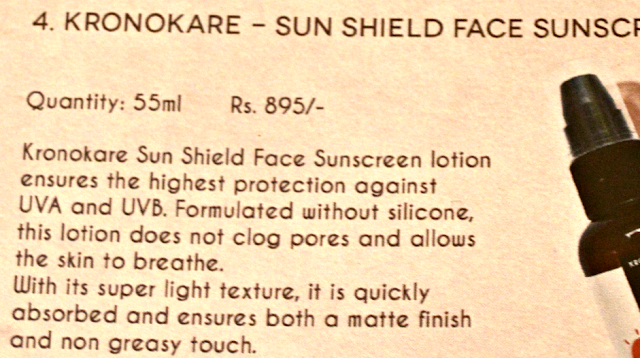 4. KRONOKARE – SUN SHIELD FACE
Quantity: 55ml Rs. 895/-
Kronokare Sun Shield Face Sunscreen lotion
ensures the highest protection against
UVA and UVB. Formulated without silicone,
this lotion does not clog pores and allows
the skin to breathe.
With its super light texture, it is quickly
absorbed and ensures both a matte finish
and non greasy touch.